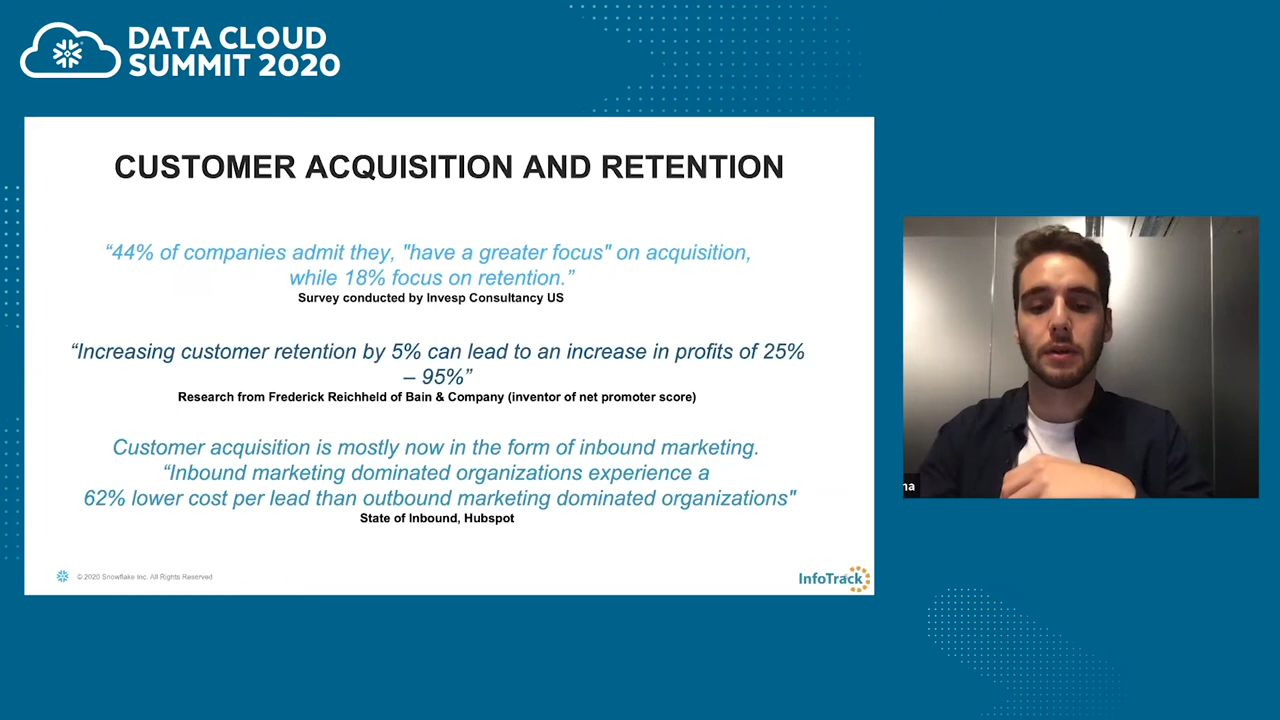 DATA CLOUD
SUMMIT 2020
CUSTOMER ACQUISITION AND RETENTION
“44% of companies admit they, "have a greater focus" on acquisition,
while 18% focus on retention.”
Survey conducted by Invesp Consultancy US
“Increasing customer retention by 5% can lead to an increase in profits of 25%
– 95%”
Research from Frederick Reichheld of Bain & Company (inventor of net promoter score)
Customer acquisition is mostly now in the form of inbound marketing.
“Inbound marketing dominated organizations experience a
62% lower cost per lead than outbound marketing dominated organizations"
State of Inbound, Hubspot
© 2020 Snowflake Inc. All Rights Reserved
InfoTrack
na